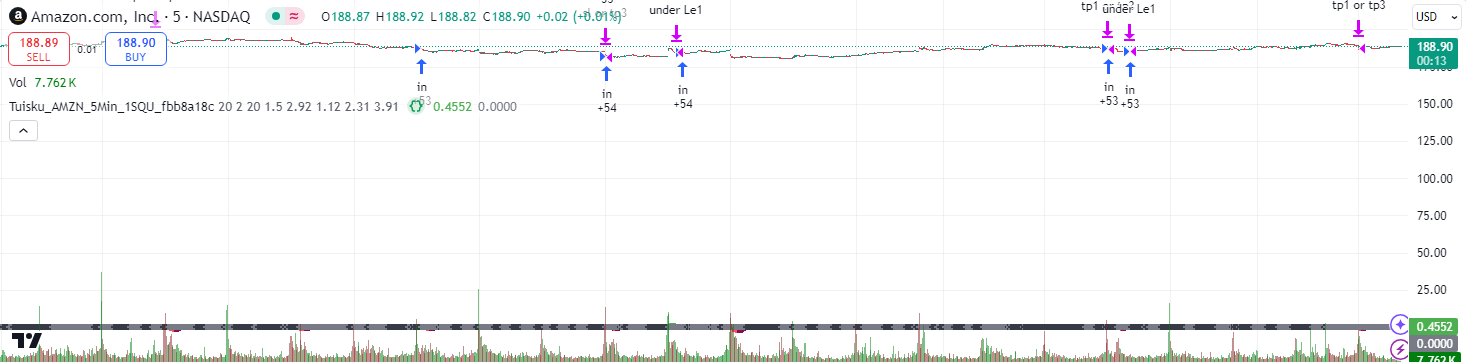 Amazon.com, Inc. · 5 · NASDAQ
O188.87 H188.92 L188.82 C188.90 +0.02 (+0.01%)
under Le1
tp1
under Le1
tp1 or tp3
USD
188.89
SELL
0.01
188.90
BUY
188.90
00:13
175.00
Vol 7.762 K
in
+53
in
+54
in
+54
in
+53
in
+53
150.00
Tuisku_AMZN_5Min_1SQU_fbb8a18c 20 2 20 1.5 2.92 1.12 2.31 3.91 0.4552 0.0000
125.00
100.00
75.00
50.00
25.00
0.4552
0.0000
7.762 K